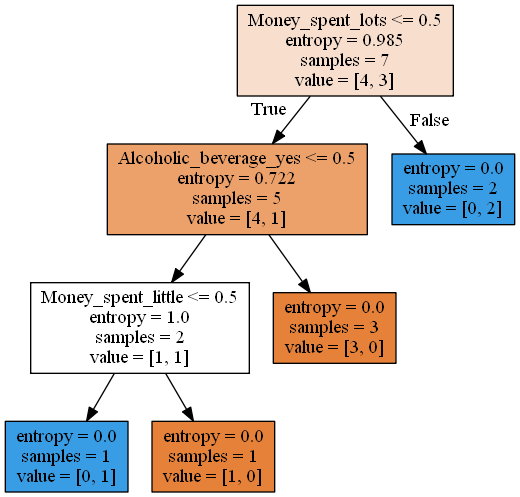 Money_spent_lots <= 0.5
entropy = 0.985
samples = 7
value = [4, 3]
True
False
Alcoholic_beverage_yes <= 0.5
entropy = 0.722
samples = 5
value = [4, 1]
entropy = 0.0
samples = 2
value = [0, 2]
Money_spent_little <= 0.5
entropy = 1.0
samples = 2
value = [1, 1]
entropy = 0.0
samples = 3
value = [3, 0]
entropy = 0.0
samples = 1
value = [0, 1]
entropy = 0.0
samples = 1
value = [1, 0]